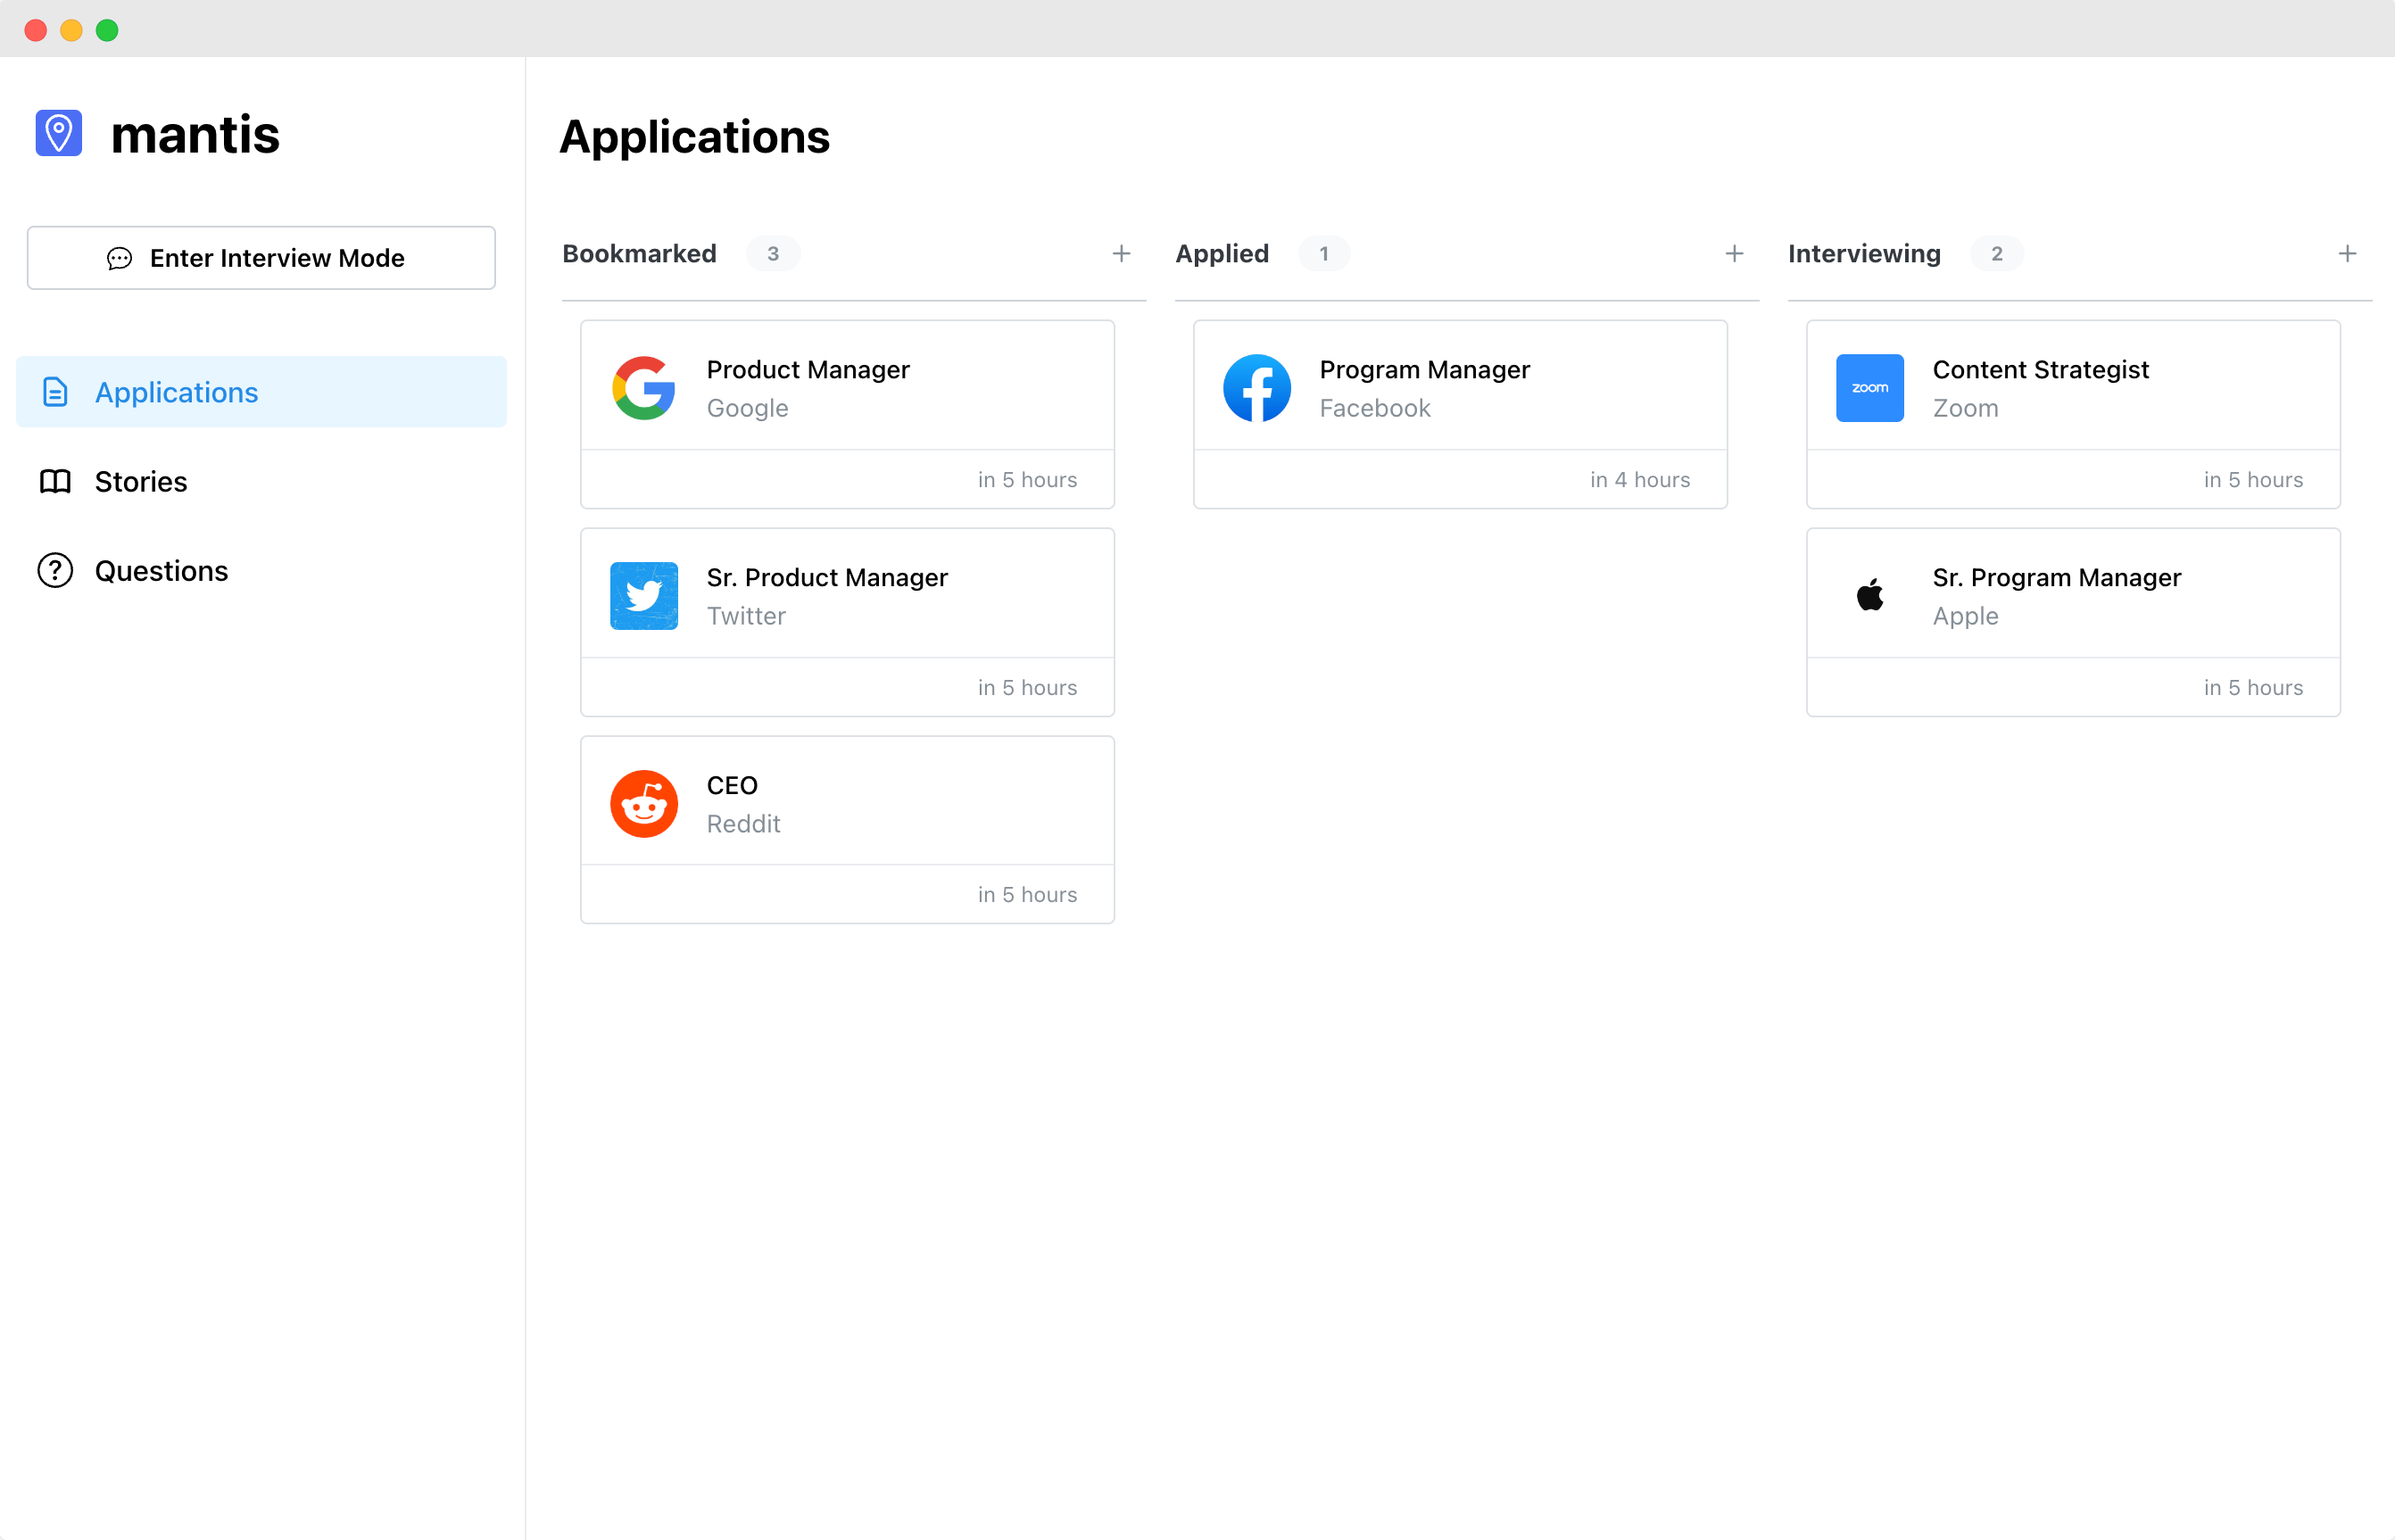 mantis
Enter Interview Mode
Applications
Stories
Questions
Applications
Bookmarked 3
Product Manager
Google
in 5 hours
Sr. Product Manager
Twitter
in 5 hours
CEO
Reddit
in 5 hours
Applied 1
Program Manager
Facebook
in 4 hours
Interviewing 2
zoom
Content Strategist
Zoom
in 5 hours
Sr. Program Manager
Apple
in 5 hours